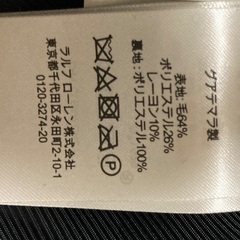 グアテマラ製
表地:毛64%
ポリエステル26%
レーヨン10%
裏地:ポリエステル100%
ラルフ ローレン株式会社
東京都千代田区永田町2-10-1
0120-3274-20